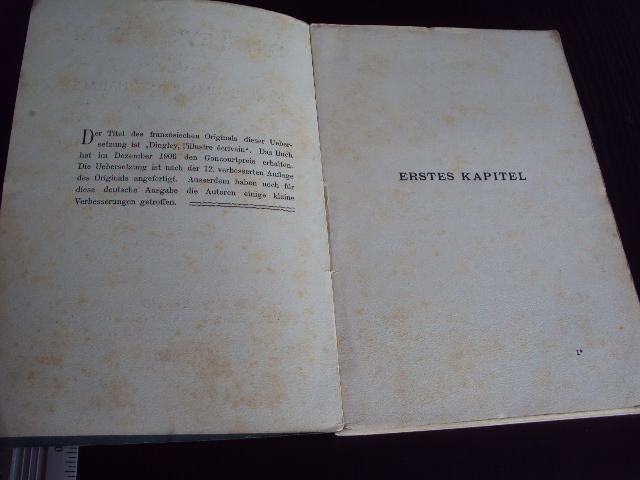 Der Titel des französischen Originals dieser Ueber-
setzung ist „Dingley, l'illustre écrivain“. Das Buch
hat im Dezember 1906 den Goncourtpreis erhalten.
Die Uebersetzung ist nach der 12. verbesserten Auflage
des Originals angefertigt. Ausserdem haben noch für
diese deutsche Ausgabe die Autoren einige kleine
Verbesserungen getroffen.
ERSTES KAPITEL
1*